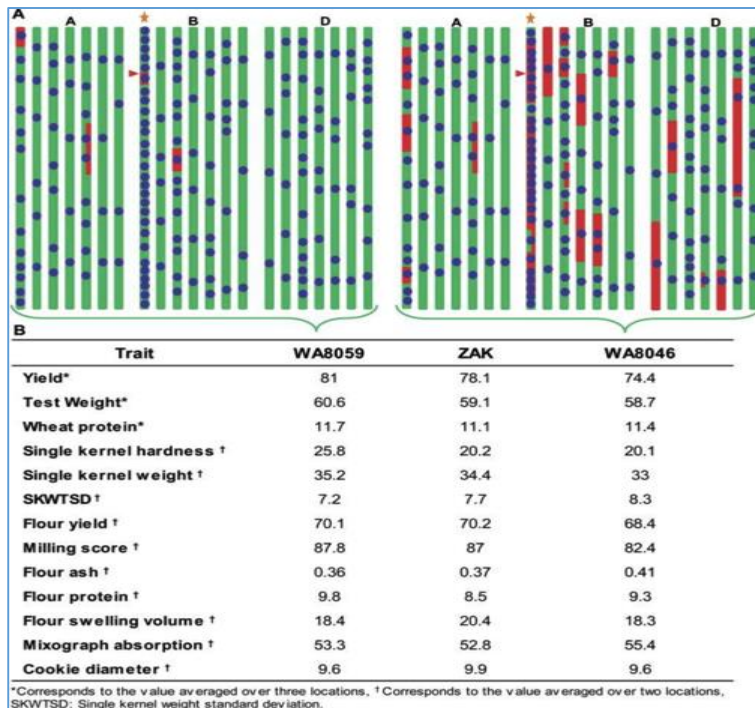 A
A B D A B D
B
Trait WA8059 ZAK WA8046
Yield* 81 78.1 74.4
Test Weight* 60.6 59.1 58.7
Wheat protein* 11.7 11.1 11.4
Single kernel hardness † 25.8 20.2 20.1
Single kernel weight † 35.2 34.4 33
SKWTSD † 7.2 7.7 8.3
Flour yield † 70.1 70.2 68.4
Milling score † 87.8 87 82.4
Flour ash † 0.36 0.37 0.41
Flour protein † 9.8 8.5 9.3
Flour swelling volume † 18.4 20.4 18.3
Mixograph absorption † 53.3 52.8 55.4
Cookie diameter † 9.6 9.9 9.6
*Corresponds to the value averaged over three locations, † Corresponds to the value averaged over two locations,
SKWTSD: Single kernel weight standard deviation.